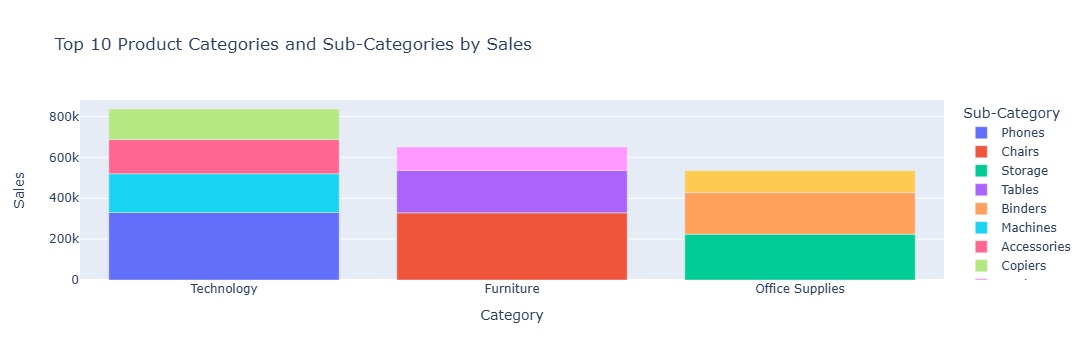 Top 10 Product Categories and Sub-Categories by Sales
800k
600k
400k
200k
0
Sales
Technology
Furniture
Office Supplies
Category
Sub-Category
Phones
Chairs
Storage
Tables
Binders
Machines
Accessories
Copiers